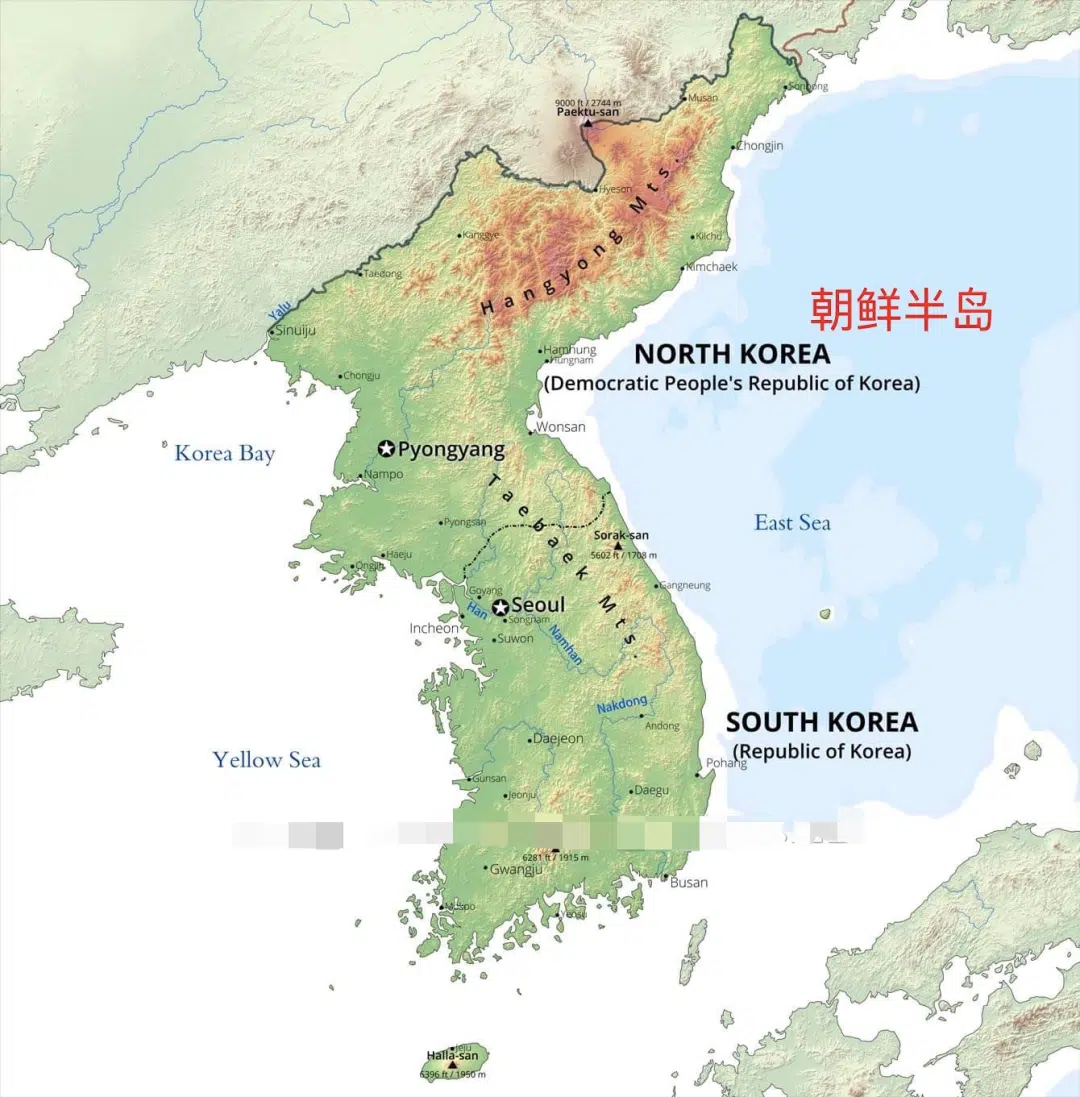 9000 ft / 2744 m
Paektu-san
Musan
Sonbong
Chongjin
Hyesan
Hangyong Mts.
Kanggye
Kilchu
Kimchaek
Taedong
Yalu
Sinuiju
朝鲜半岛
Hamhung
Hungnam
NORTH KOREA
(Democratic People's Republic of Korea)
Chongju
Wonsan
Korea Bay
Pyongyang
Nampo
Taebaek Mts.
Pyongsan
East Sea
Sorak-san
5602 ft / 1708 m
Haeju
Ongjin
Gangneung
Goyang
Seoul
Han
Songnam
Incheon
Suwon
Namhan
Nakdong
Andong
SOUTH KOREA
(Republic of Korea)
Daejeon
Yellow Sea
Pohang
Gunsan
Jeonju
Daegu
6281 ft / 1915 m
Gwangju
Busan
Yeosu
Jeju
Halla-san
6396 ft / 1950 m